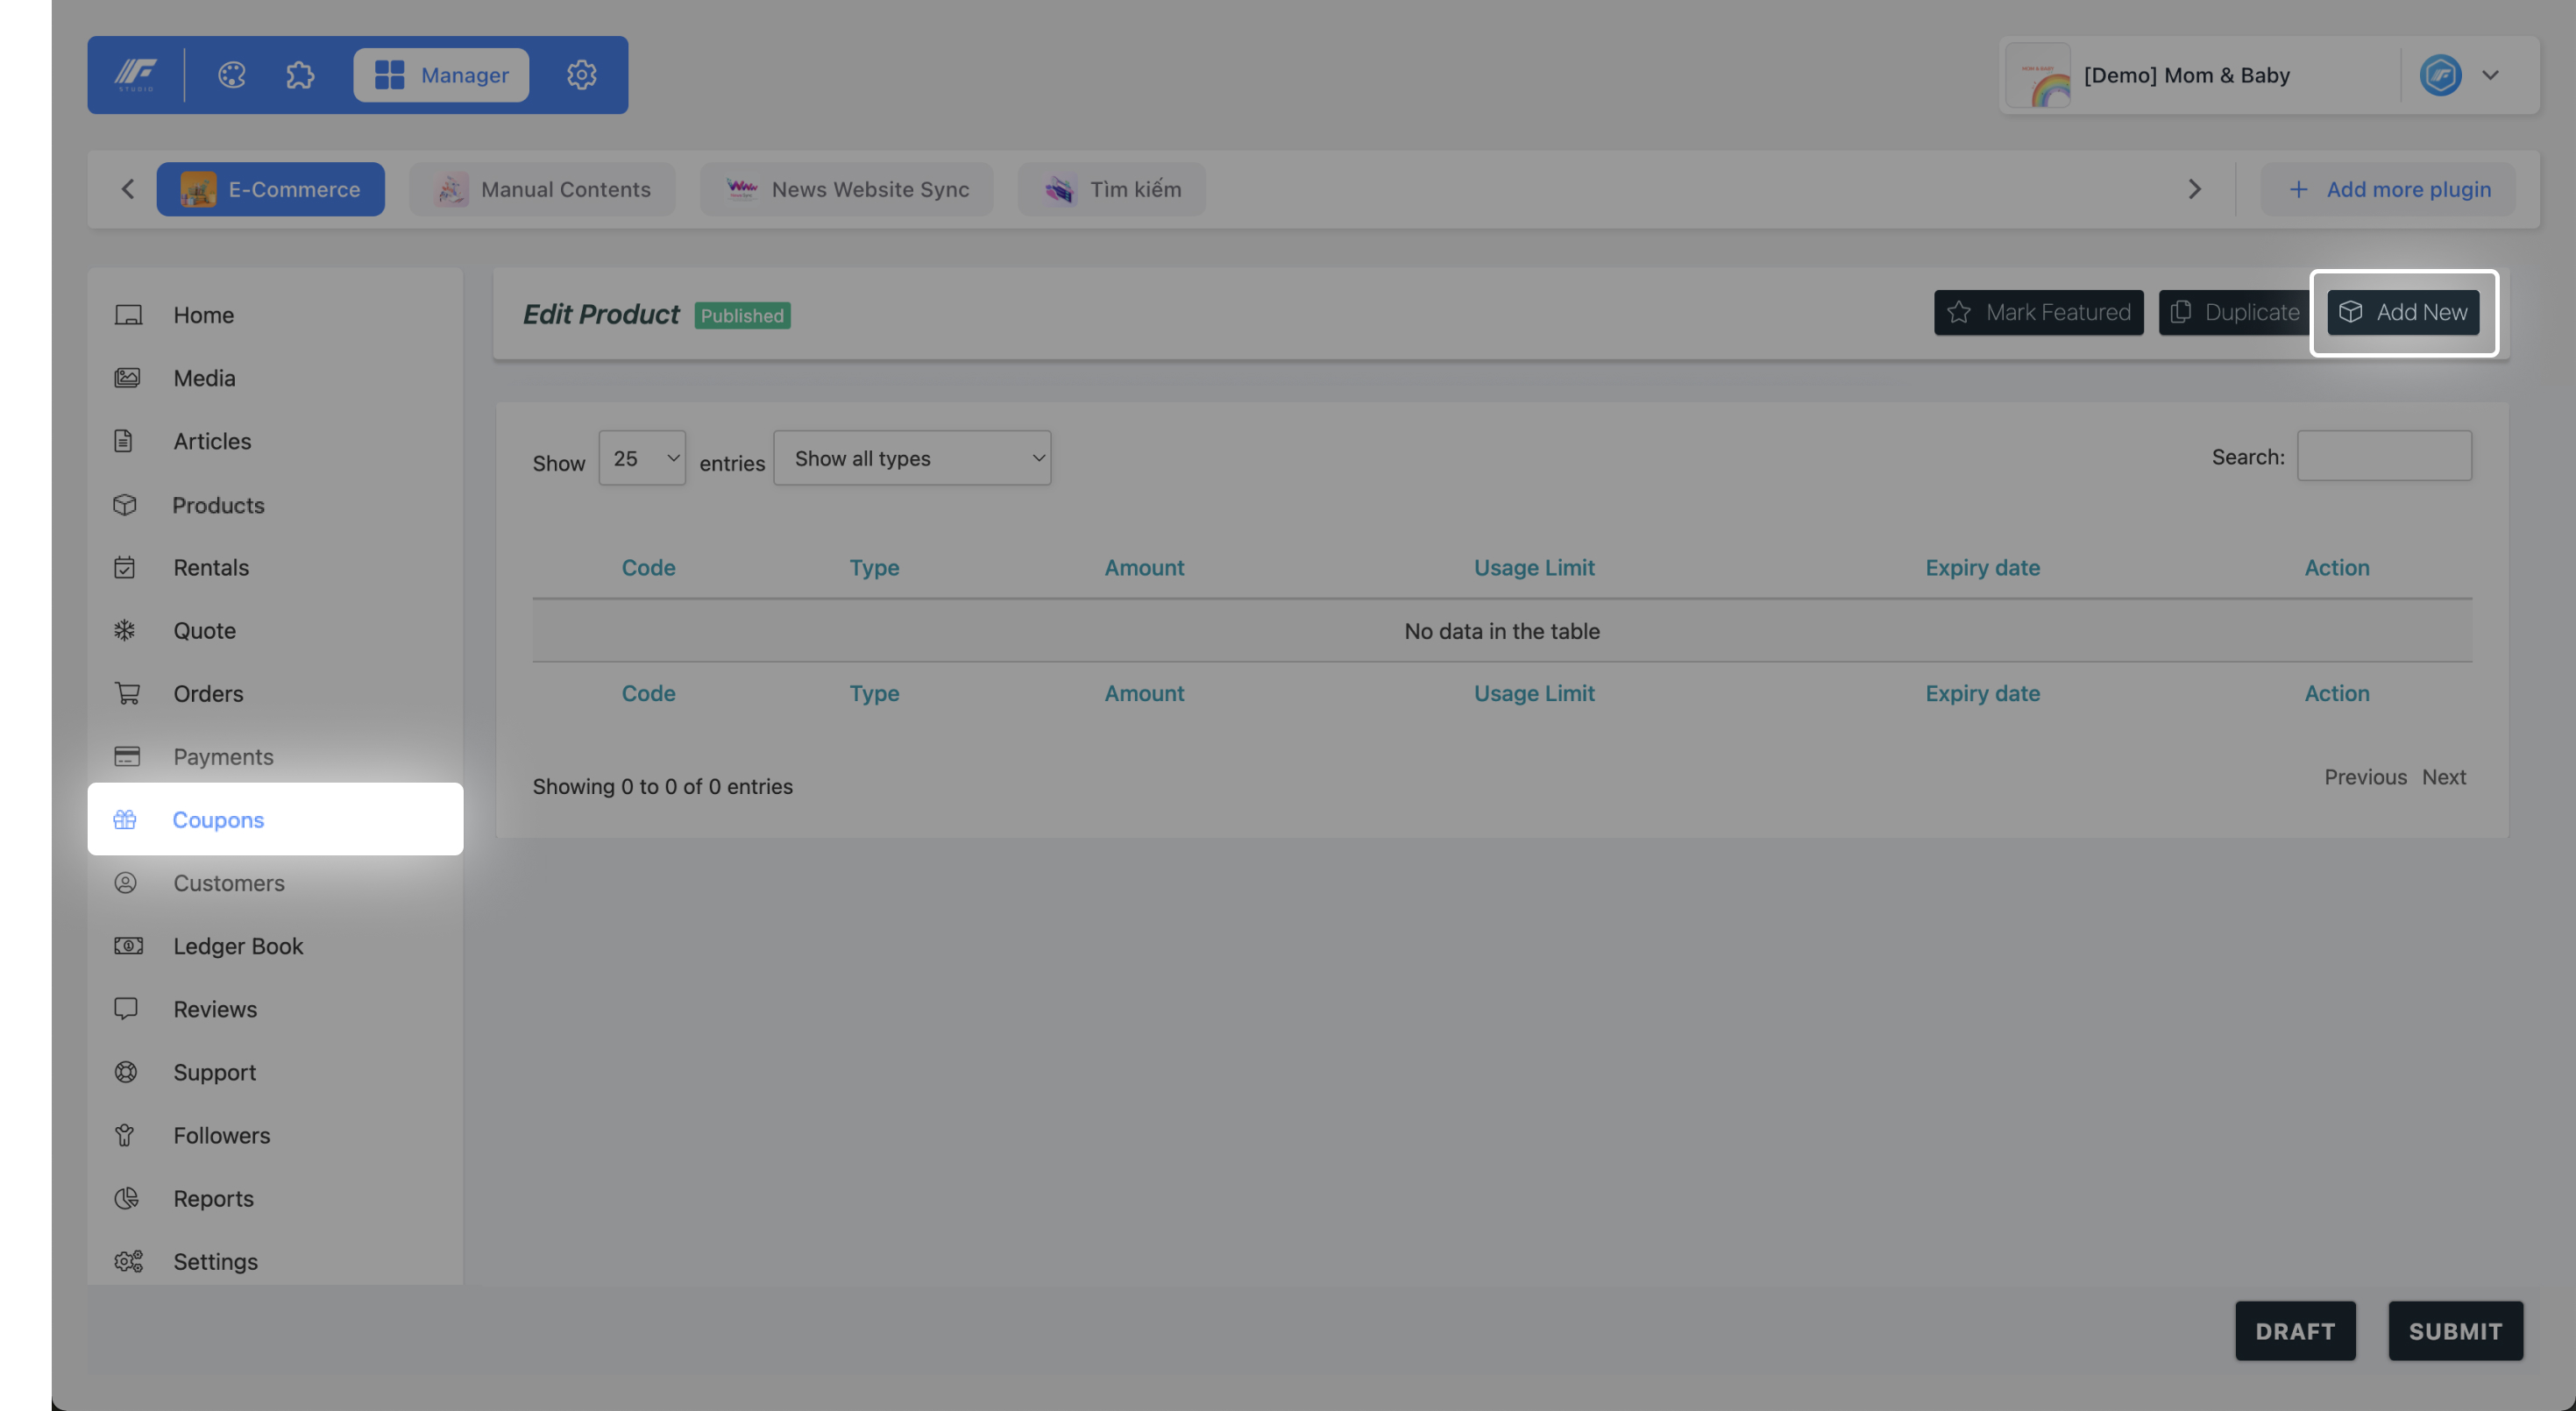 STUDIO
Manager
[Demo] Mom & Baby
E-Commerce
Manual Contents
News Website Sync
Tìm kiếm
+ Add more plugin
Home
Media
Articles
Products
Rentals
Quote
Orders
Payments
Coupons
Customers
Ledger Book
Reviews
Support
Followers
Reports
Settings
Edit Product Published
Mark Featured Duplicate Add New
Show 25 entries Show all types Search:
Code Type Amount Usage Limit Expiry date Action
No data in the table
Code Type Amount Usage Limit Expiry date Action
Showing 0 to 0 of 0 entries Previous Next
DRAFT SUBMIT